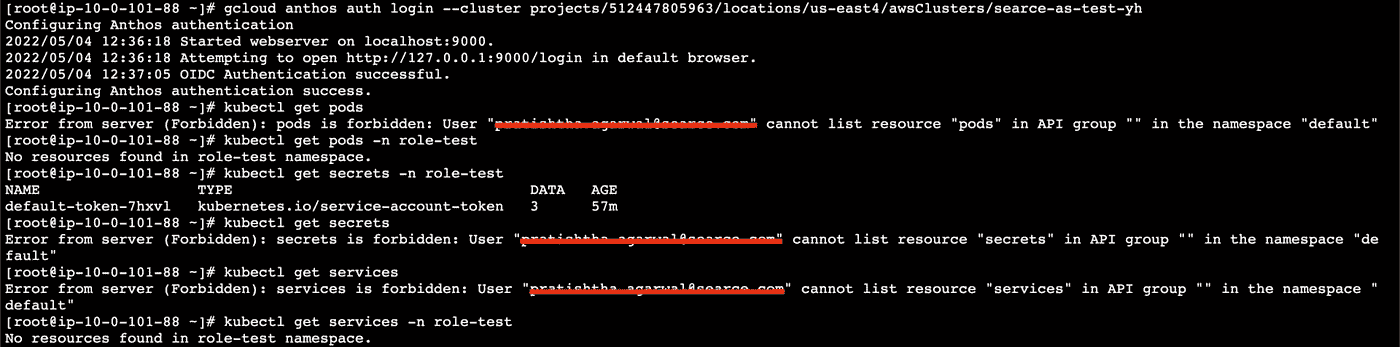 [root@ip-10-0-101-88 ~]# gcloud anthos auth login --cluster projects/512447805963/locations/us-east4/awsClusters/searce-as-test-yh
Configuring Anthos authentication
2022/05/04 12:36:18 Started webserver on localhost:9000.
2022/05/04 12:36:18 Attempting to open http://127.0.0.1:9000/login in default browser.
2022/05/04 12:37:05 OIDC Authentication successful.
Configuring Anthos authentication success.
[root@ip-10-0-101-88 ~]# kubectl get pods
Error from server (Forbidden): pods is forbidden: User "" cannot list resource "pods" in API group "" in the namespace "default"
[root@ip-10-0-101-88 ~]# kubectl get pods -n role-test
No resources found in role-test namespace.
[root@ip-10-0-101-88 ~]# kubectl get secrets -n role-test
NAME TYPE DATA AGE
default-token-7hxvl kubernetes.io/service-account-token 3 57m
[root@ip-10-0-101-88 ~]# kubectl get secrets
Error from server (Forbidden): secrets is forbidden: User "" cannot list resource "secrets" in API group "" in the namespace "de
fault"
[root@ip-10-0-101-88 ~]# kubectl get services
Error from server (Forbidden): services is forbidden: User "" cannot list resource "services" in API group "" in the namespace "
default"
[root@ip-10-0-101-88 ~]# kubectl get services -n role-test
No resources found in role-test namespace.